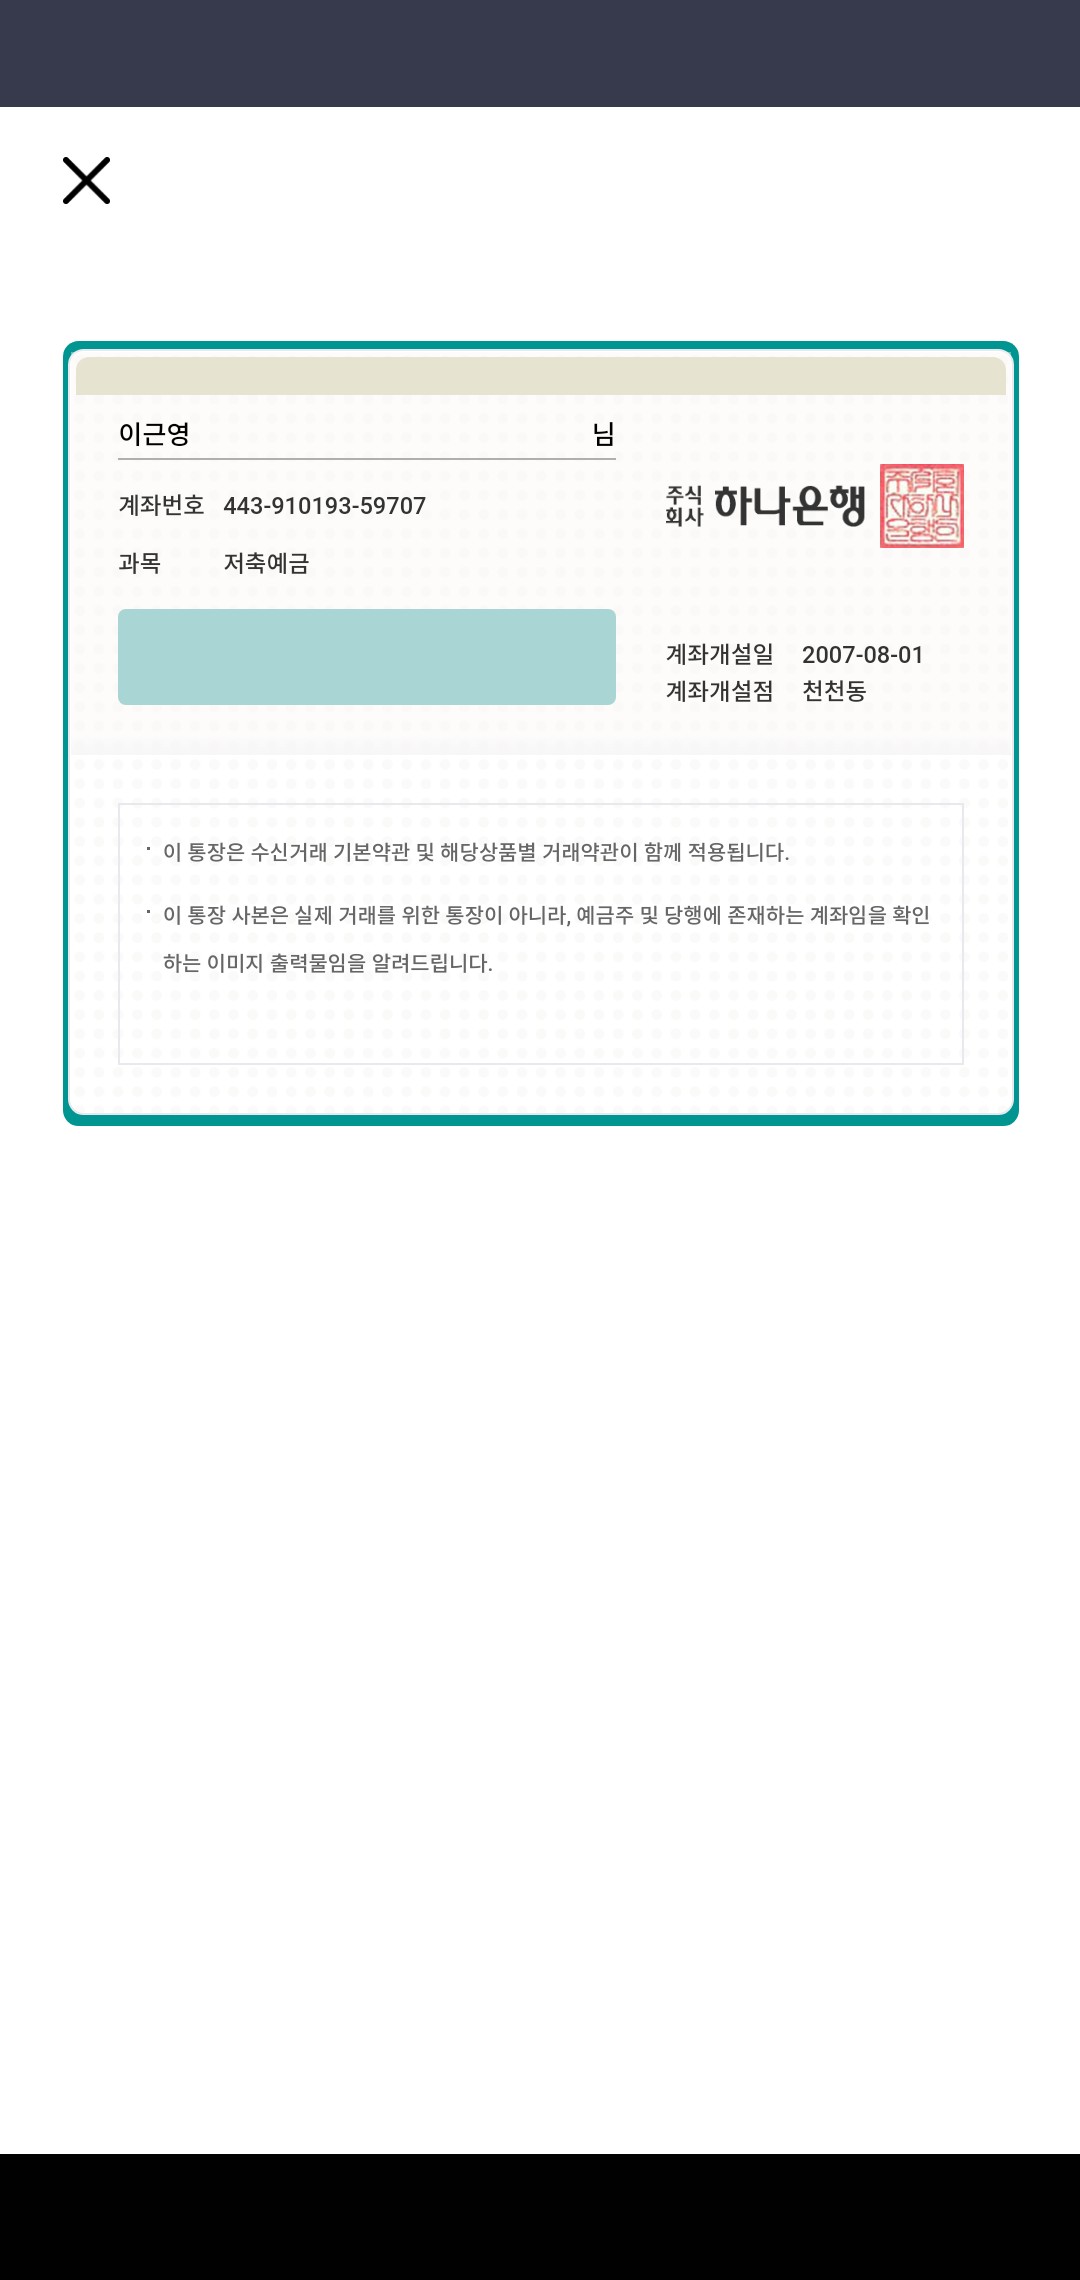 이근영 님
계좌번호 443-910193-59707
과목 저축예금
주식
회사 하나은행
계좌개설일 2007-08-01
계좌개설점 천천동
· 이 통장은 수신거래 기본약관 및 해당상품별 거래약관이 함께 적용됩니다.
· 이 통장 사본은 실제 거래를 위한 통장이 아니라, 예금주 및 당행에 존재하는 계좌임을 확인
하는 이미지 출력물임을 알려드립니다.